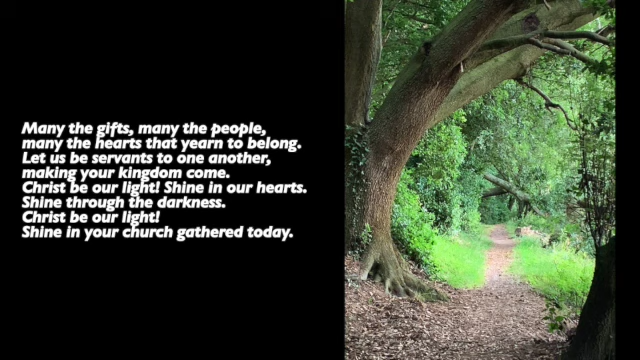 Many the gifts, many the people,
many the hearts that yearn to belong.
Let us be servants to one another,
making your kingdom come.
Christ be our light! Shine in our hearts.
Shine through the darkness.
Christ be our light!
Shine in your church gathered today.